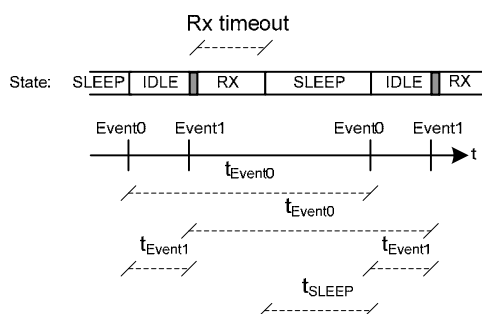 Rx timeout
State: SLEEP IDLE RX SLEEP IDLE RX
Event0 Event1 Event0 Event1
t
tEvent0
tEvent0
tEvent1 tEvent1
tSLEEP